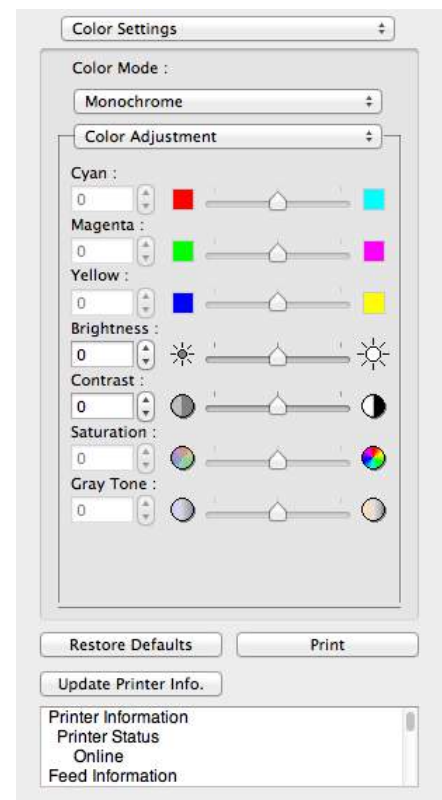 Color Settings
Color Mode :
Monochrome
Color Adjustment
Cyan :
0
Magenta :
0
Yellow :
0
Brightness :
0
Contrast :
0
Saturation :
0
Gray Tone :
0
Restore Defaults
Print
Update Printer Info.
Printer Information
Printer Status
Online
Feed Information